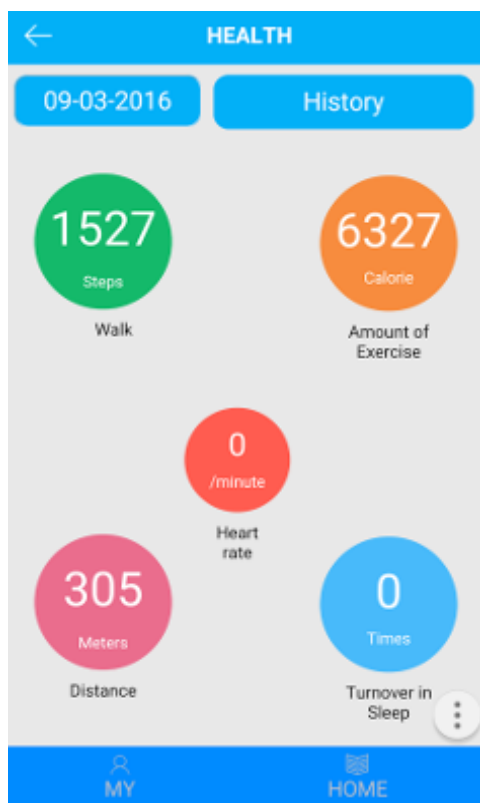 HEALTH
09-03-2016
History
1527
Steps
Walk
6327
Calorie
Amount of
Exercise
0
/minute
Heart
rate
305
Meters
Distance
0
Times
Turnover in
Sleep
MY
HOME